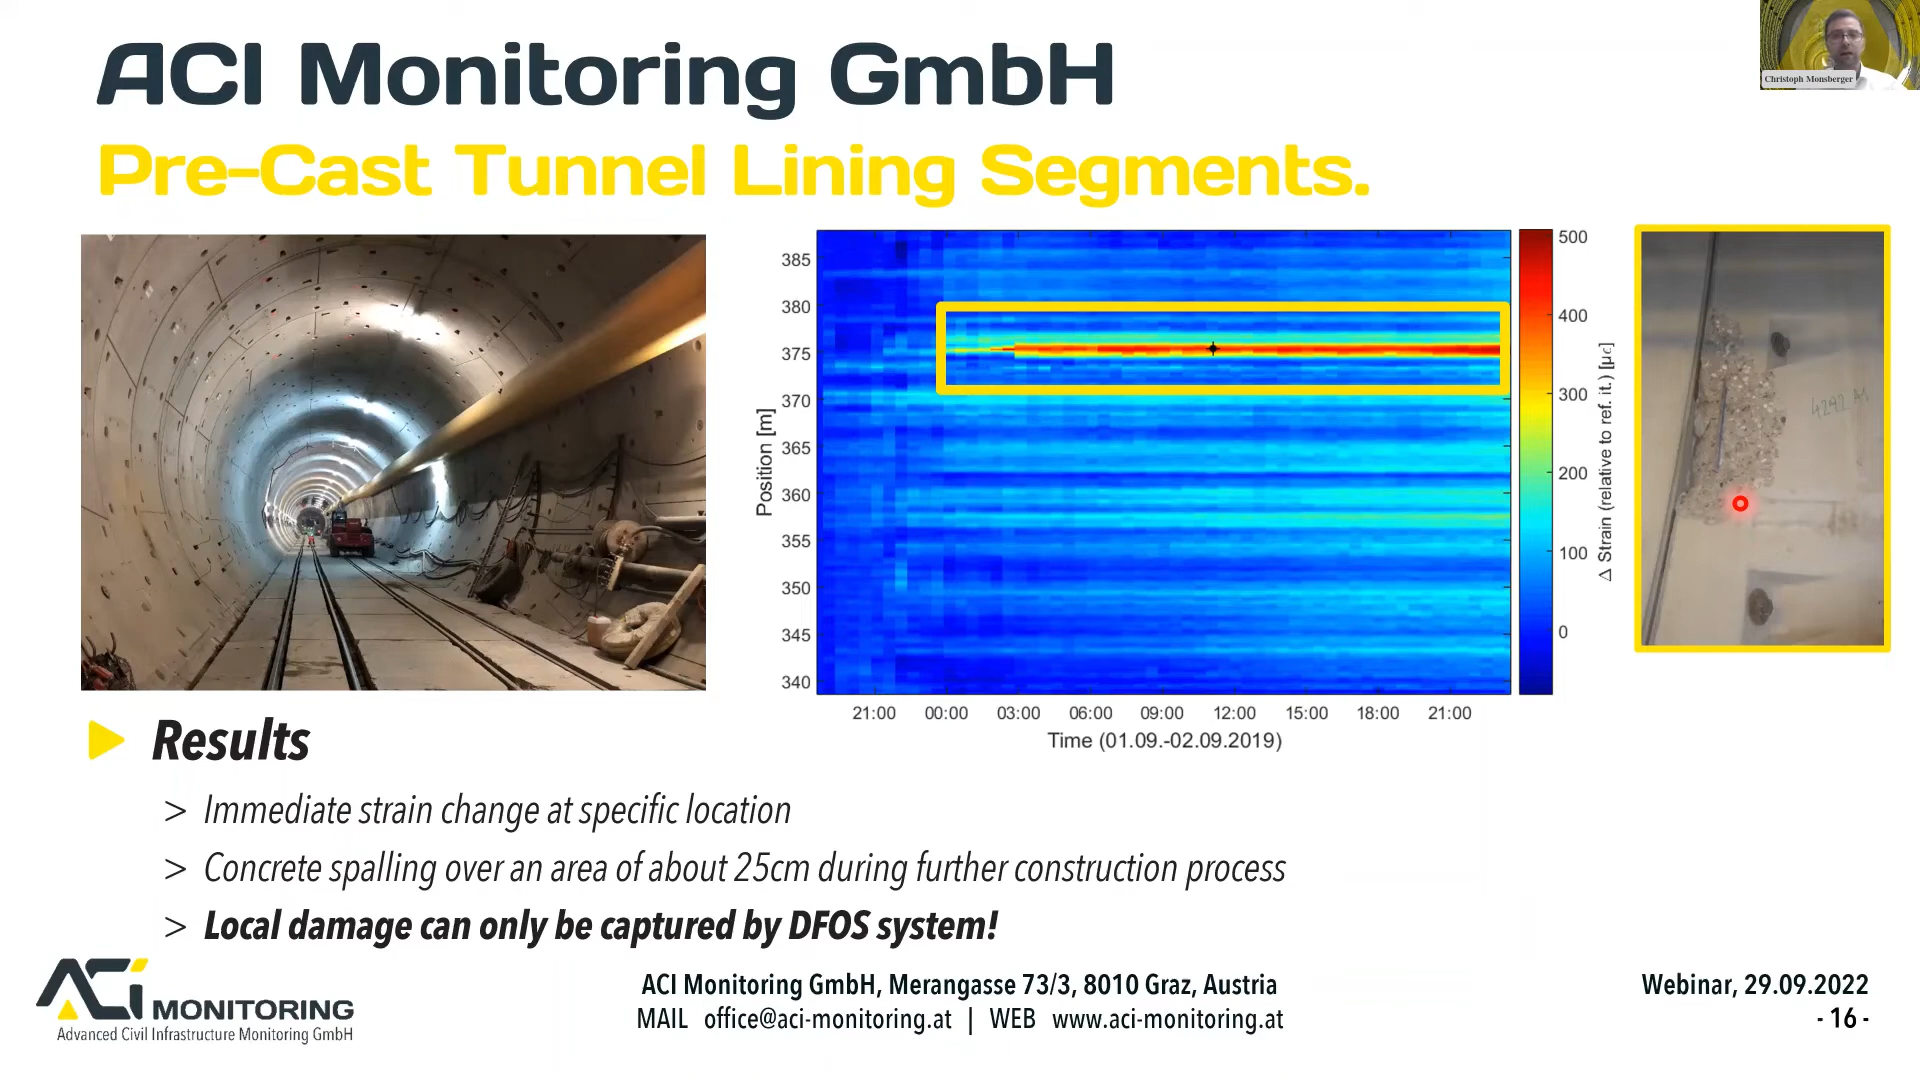 ACI Monitoring GmbH
Christoph Monsberger
Pre-Cast Tunnel Lining Segments.
385
380
375
370
365
360
355
350
345
340
Position [m]
21:00 00:00 03:00 06:00 09:00 12:00 15:00 18:00 21:00
Time (01.09.-02.09.2019)
500
400
300
200
100
0
Δ Strain (relative to ref. it.) [µε]
Results
> Immediate strain change at specific location
> Concrete spalling over an area of about 25cm during further construction process
> Local damage can only be captured by DFOS system!
ACI MONITORING
Advanced Civil Infrastructure Monitoring GmbH
ACI Monitoring GmbH, Merangasse 73/3, 8010 Graz, Austria
MAIL office@aci-monitoring.at | WEB www.aci-monitoring.at
Webinar, 29.09.2022
- 16 -